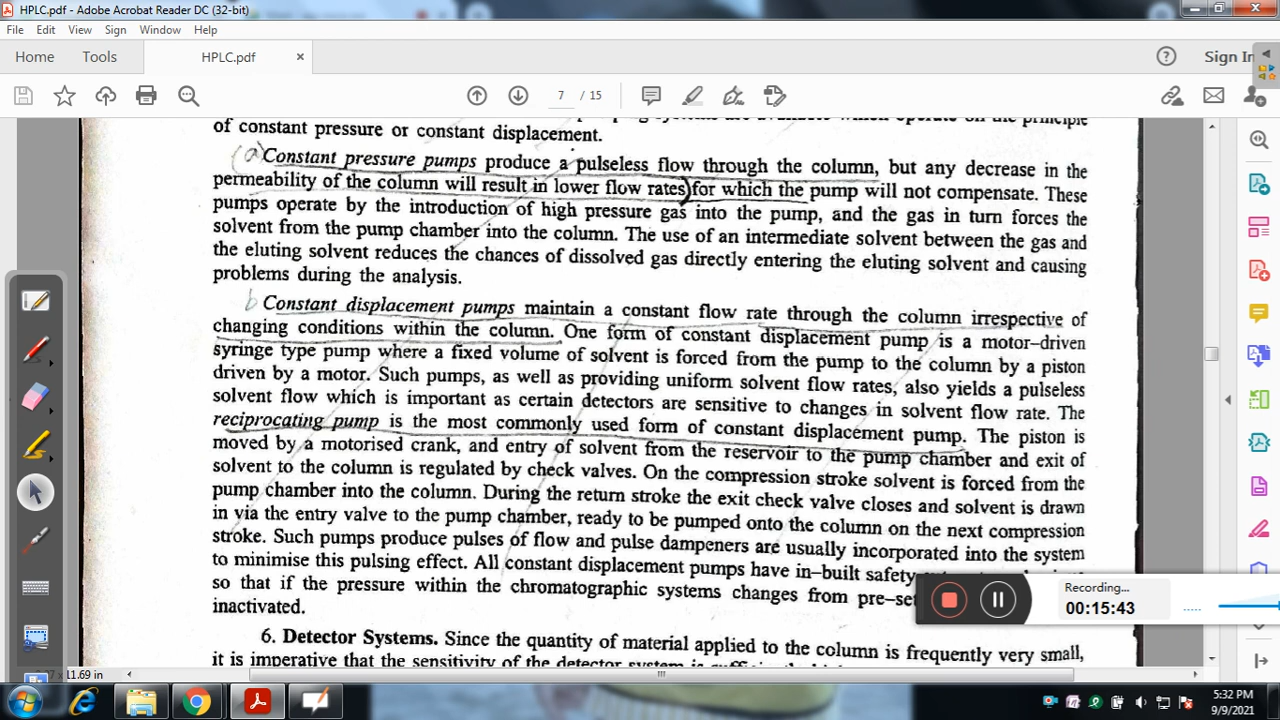 HPLC.pdf - Adobe Acrobat Reader DC (32-bit)
File Edit View Sign Window Help
Home Tools HPLC.pdf × Sign In
7 / 15
of constant pressure or constant displacement.
(a) Constant pressure pumps produce a pulseless flow through the column, but any decrease in the
permeability of the column will result in lower flow rates) for which the pump will not compensate. These
pumps operate by the introduction of high pressure gas into the pump, and the gas in turn forces the
solvent from the pump chamber into the column. The use of an intermediate solvent between the gas and
the eluting solvent reduces the chances of dissolved gas directly entering the eluting solvent and causing
problems during the analysis.
b Constant displacement pumps maintain a constant flow rate through the column irrespective of
changing conditions within the column. One form of constant displacement pump is a motor–driven
syringe type pump where a fixed volume of solvent is forced from the pump to the column by a piston
driven by a motor. Such pumps, as well as providing uniform solvent flow rates, also yields a pulseless
solvent flow which is important as certain detectors are sensitive to changes in solvent flow rate. The
reciprocating pump is the most commonly used form of constant displacement pump. The piston is
moved by a motorised crank, and entry of solvent from the reservoir to the pump chamber and exit of
solvent to the column is regulated by check valves. On the compression stroke solvent is forced from the
pump chamber into the column. During the return stroke the exit check valve closes and solvent is drawn
in via the entry valve to the pump chamber, ready to be pumped onto the column on the next compression
stroke. Such pumps produce pulses of flow and pulse dampeners are usually incorporated into the system
to minimise this pulsing effect. All constant displacement pumps have in–built safety
so that if the pressure within the chromatographic systems changes from pre–set
inactivated.
6. Detector Systems. Since the quantity of material applied to the column is frequently very small,
it is imperative that the sensitivity of the detector system is
Recording...
00:15:43
11.69 in
5:32 PM
9/9/2021